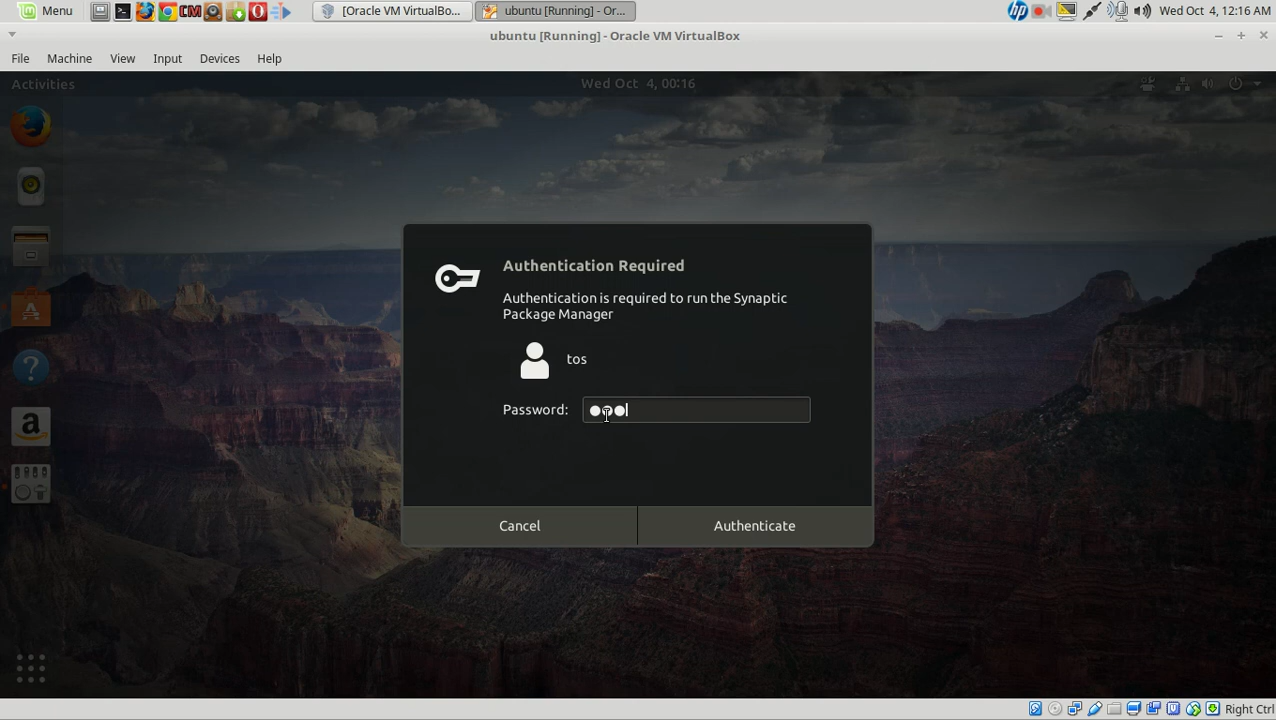 Menu
[Oracle VM VirtualBo...
ubuntu [Running] - Or...
Wed Oct 4, 12:16 AM
ubuntu [Running] - Oracle VM VirtualBox
File Machine View Input Devices Help
Activities
Wed Oct 4, 00:16
Authentication Required
Authentication is required to run the Synaptic
Package Manager
tos
Password:
Cancel
Authenticate
Right Ctrl